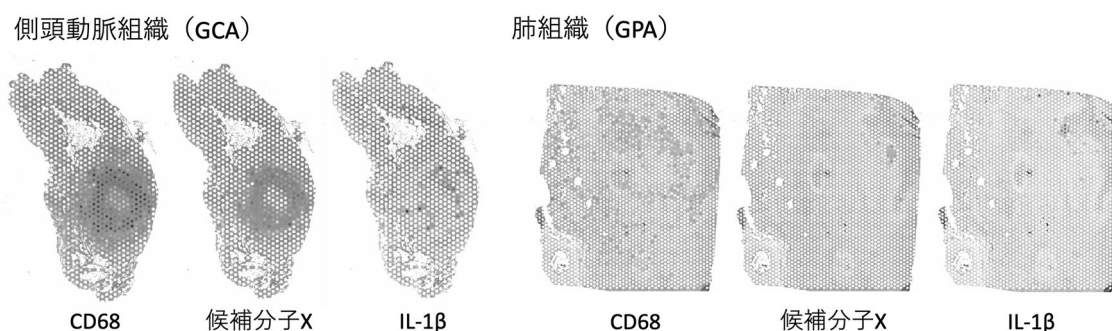 側頭動脈組織（GCA）
肺組織（GPA）
CD68
候補分子X
IL-1β
CD68
候補分子X
IL-1β